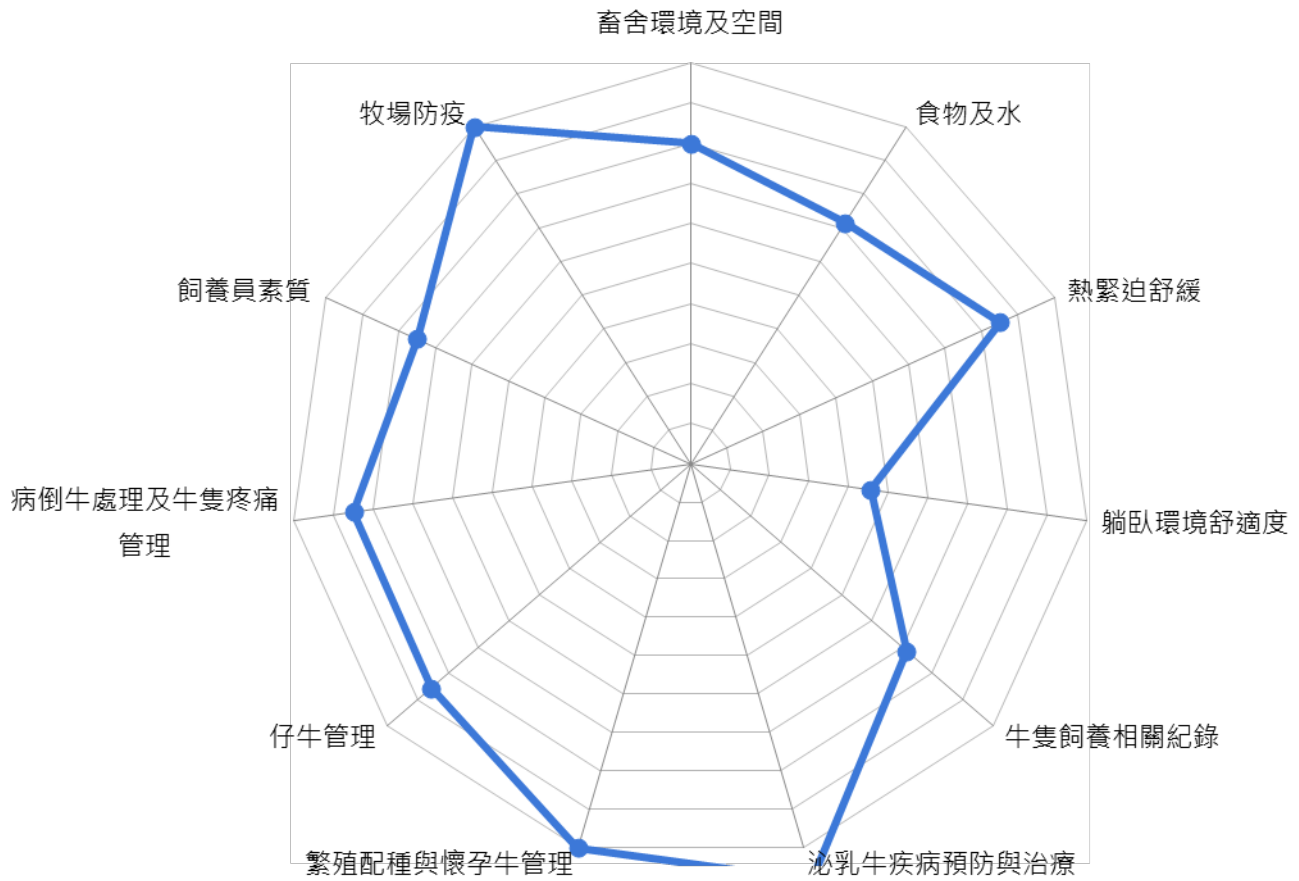 畜舍環境及空間
牧場防疫
食物及水
飼養員素質
熱緊迫舒緩
病倒牛處理及牛隻疼痛
管理
躺臥環境舒適度
仔牛管理
牛隻飼養相關紀錄
繁殖配種與懷孕牛管理
泌乳牛疾病預防與治療